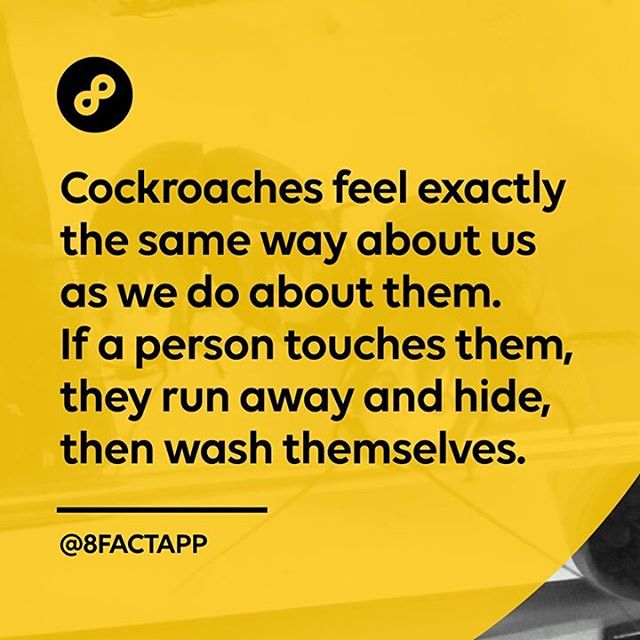 Cockroaches feel exactly
the same way about us
as we do about them.
If a person touches them,
they run away and hide,
then wash themselves.
@8FACTAPP